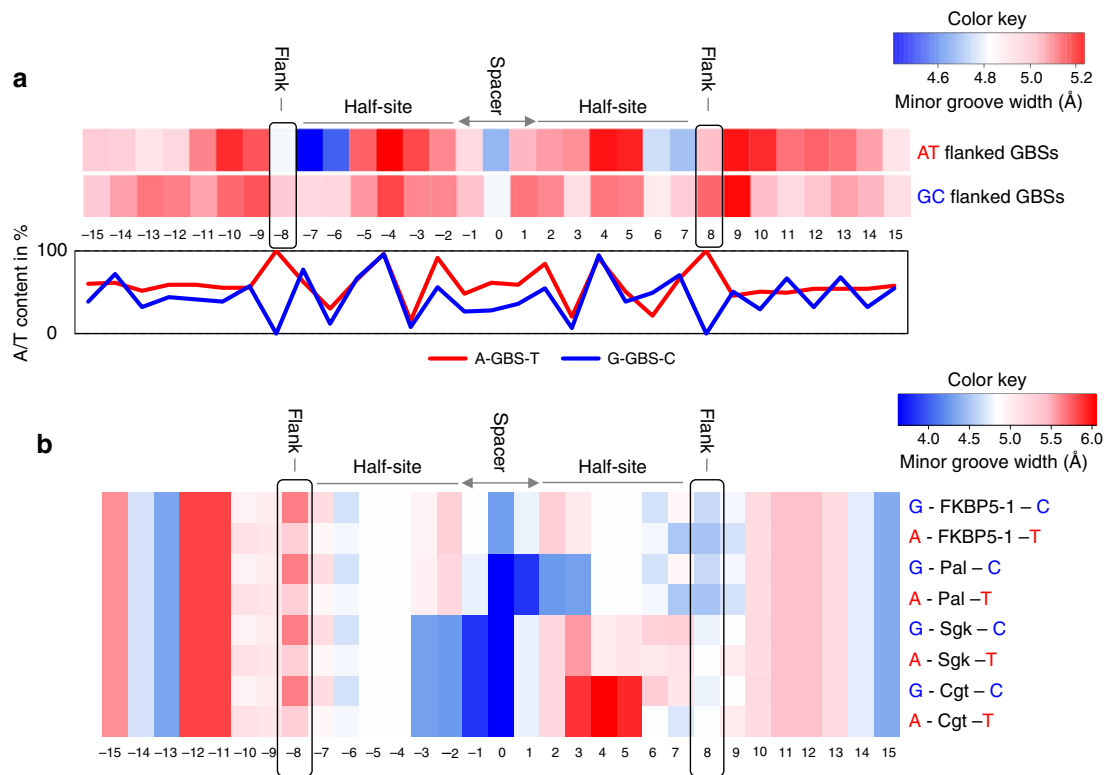 Color key
4.6 4.8 5.0 5.2
Minor groove width (Å)
a
Flank
Half-site
Spacer
Half-site
Flank
AT flanked GBSs
GC flanked GBSs
−15 −14 −13 −12 −11 −10 −9 −8 −7 −6 −5 −4 −3 −2 −1 0 1 2 3 4 5 6 7 8 9 10 11 12 13 14 15
A/T content in %
100
0
A-GBS-T G-GBS-C
Color key
4.0 4.5 5.0 5.5 6.0
Minor groove width (Å)
b
Flank
Half-site
Spacer
Half-site
Flank
G - FKBP5-1 – C
A - FKBP5-1 –T
G - Pal – C
A - Pal –T
G - Sgk – C
A - Sgk –T
G - Cgt – C
A - Cgt –T
−15 −14 −13 −12 −11 −10 −9 −8 −7 −6 −5 −4 −3 −2 −1 0 1 2 3 4 5 6 7 8 9 10 11 12 13 14 15